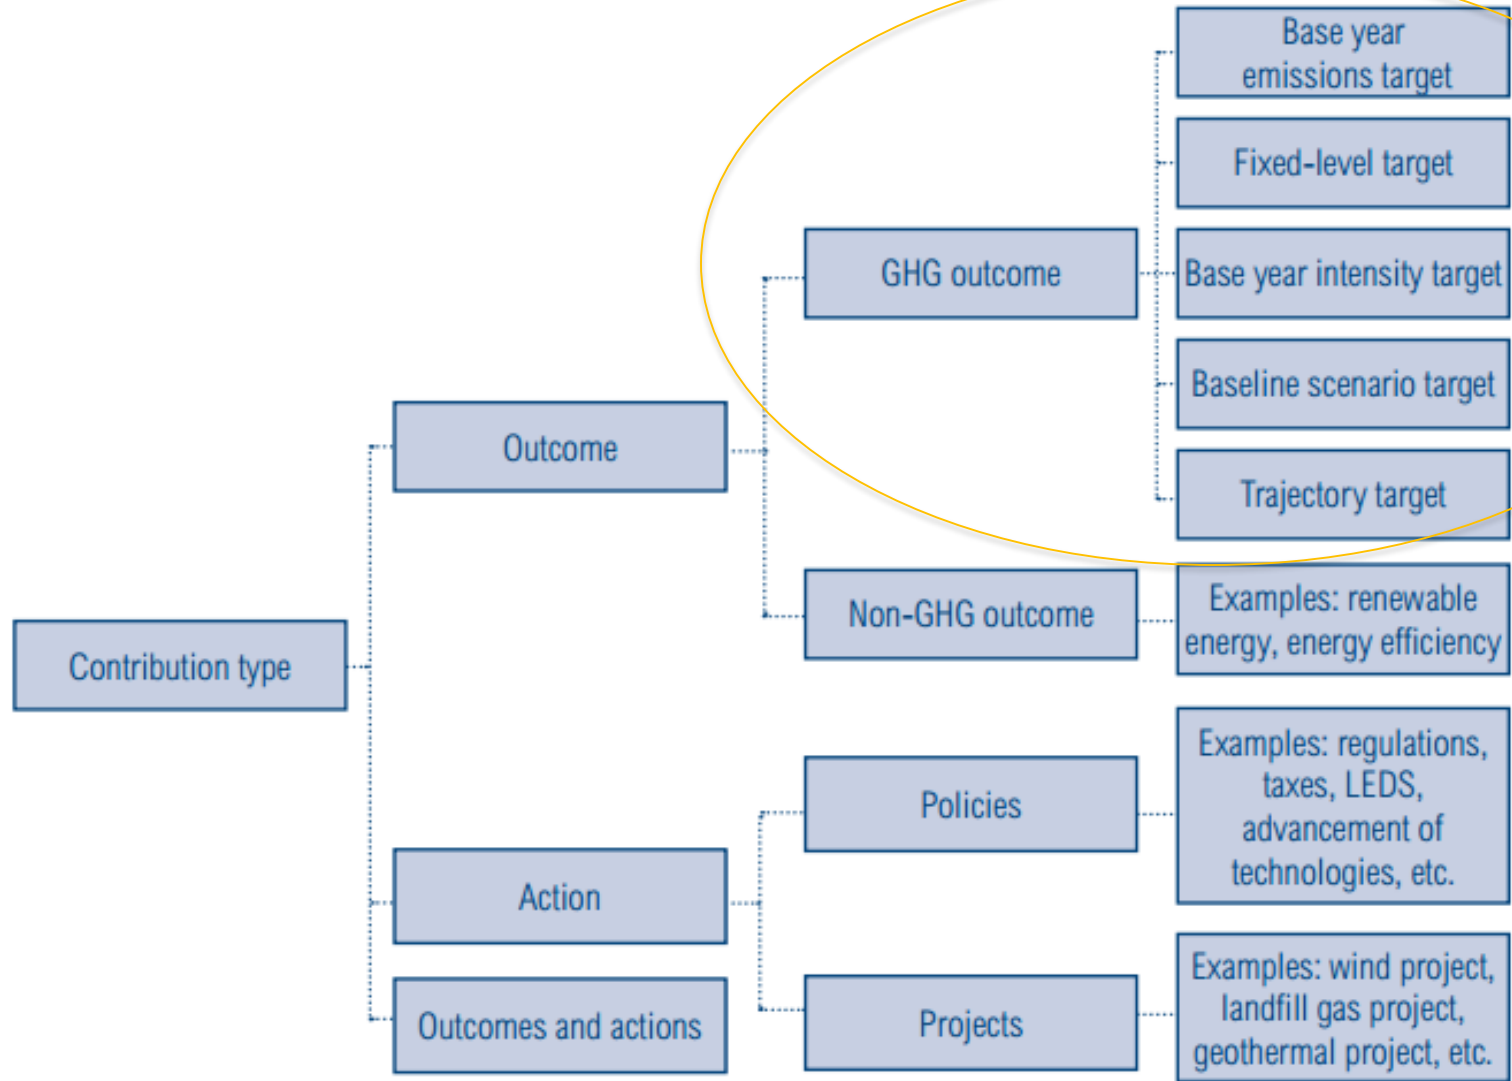 Base year
emissions target
Fixed-level target
GHG outcome
Base year intensity target
Baseline scenario target
Outcome
Trajectory target
Non-GHG outcome
Examples: renewable
energy, energy efficiency
Contribution type
Examples: regulations,
taxes, LEDS,
advancement of
technologies, etc.
Policies
Action
Examples: wind project,
landfill gas project,
geothermal project, etc.
Outcomes and actions
Projects